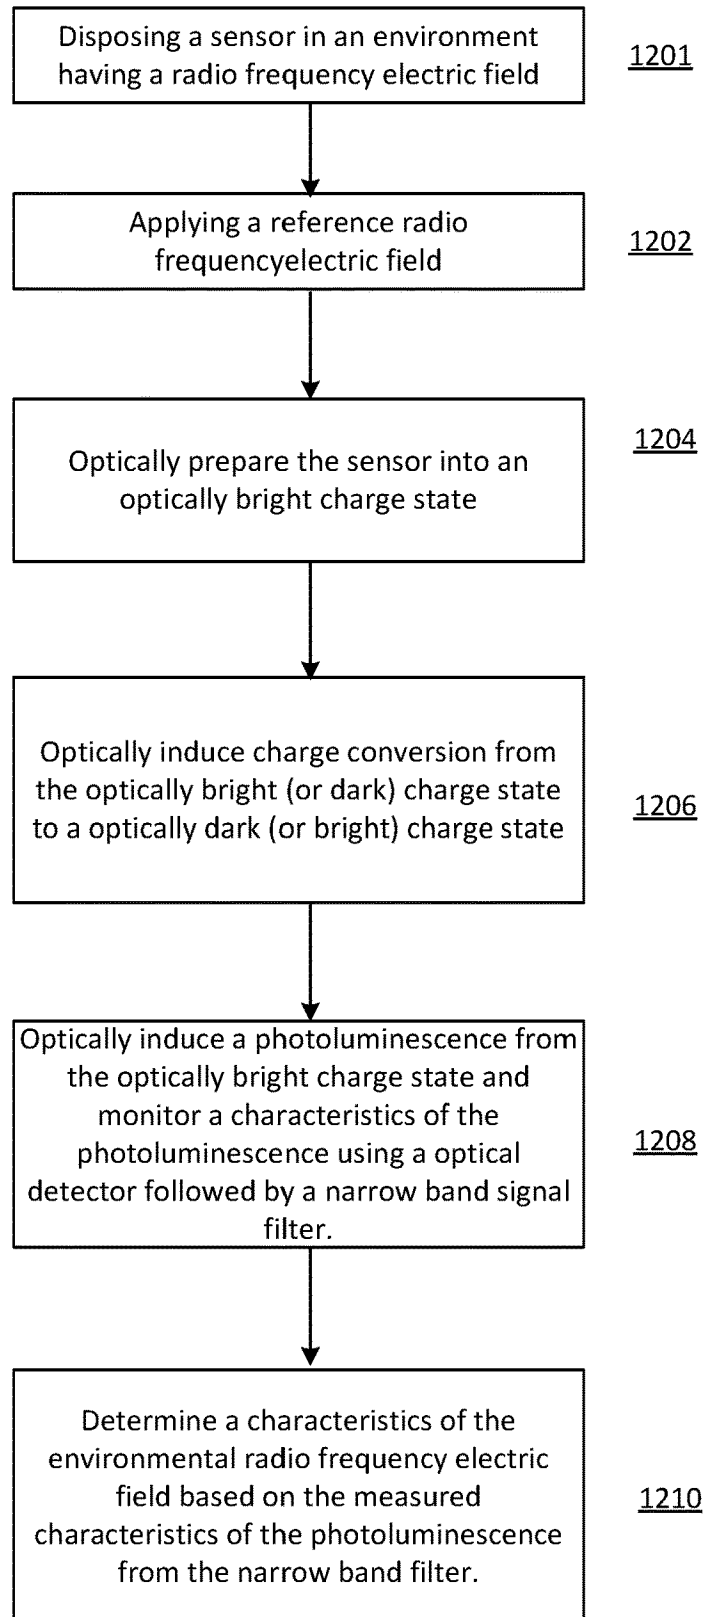 Disposing a sensor in an environment
having a radio frequency electric field
1201
Applying a reference radio
frequencyelectric field
1202
Optically prepare the sensor into an
optically bright charge state
1204
Optically induce charge conversion from
the optically bright (or dark) charge state
to a optically dark (or bright) charge state
1206
Optically induce a photoluminescence from
the optically bright charge state and
monitor a characteristics of the
photoluminescence using a optical
detector followed by a narrow band signal
filter.
1208
Determine a characteristics of the
environmental radio frequency electric
field based on the measured
characteristics of the photoluminescence
from the narrow band filter.
1210